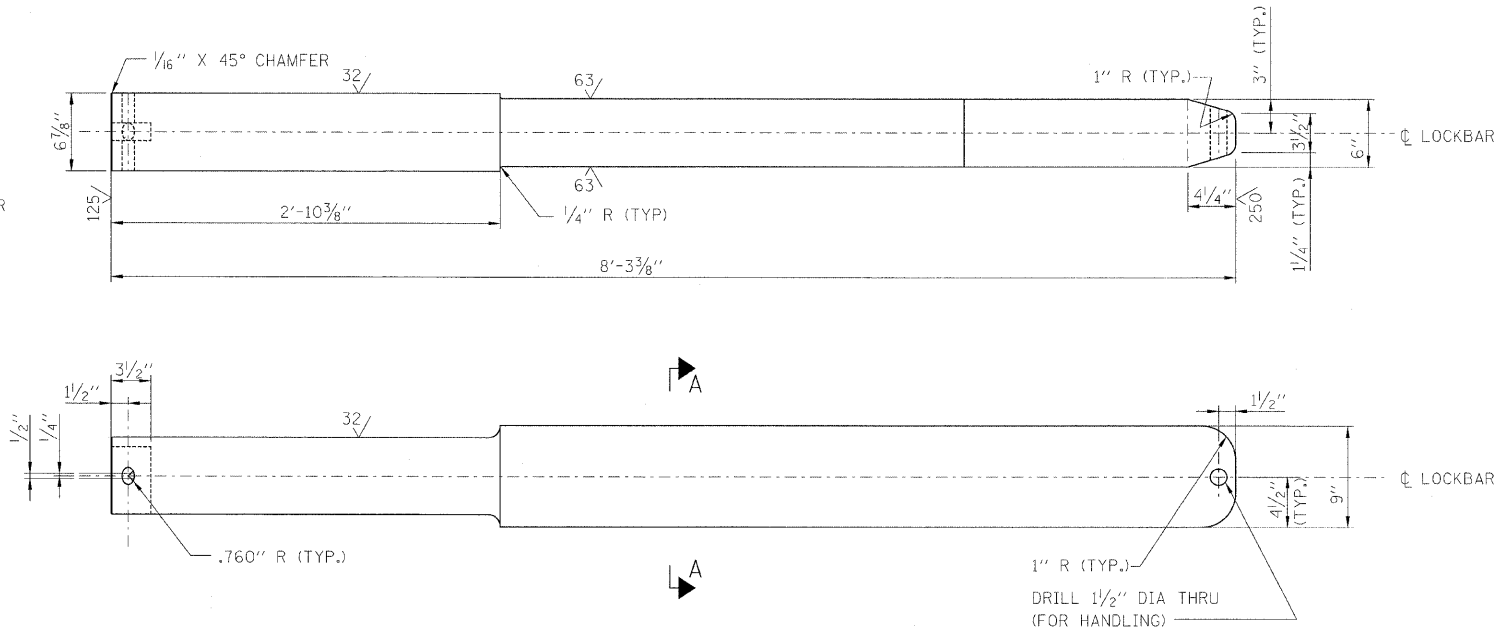 1/16" X 45° CHAMFER
32
63
1" R (TYP.)
3" (TYP.)
6 7/8"
3 1/2"
6"
℄ LOCKBAR
R
125
63
2'-10 3/8"
1/4" R (TYP)
4 1/4"
250
1 1/4" (TYP.)
8'-3 3/8"
3 1/2"
1 1/2"
A
1/2"
1/4"
32
1 1/2"
℄ LOCKBAR
4 1/2"
(TYP.)
9"
.760" R (TYP.)
A
1" R (TYP.)
DRILL 1 1/2" DIA THRU
(FOR HANDLING)